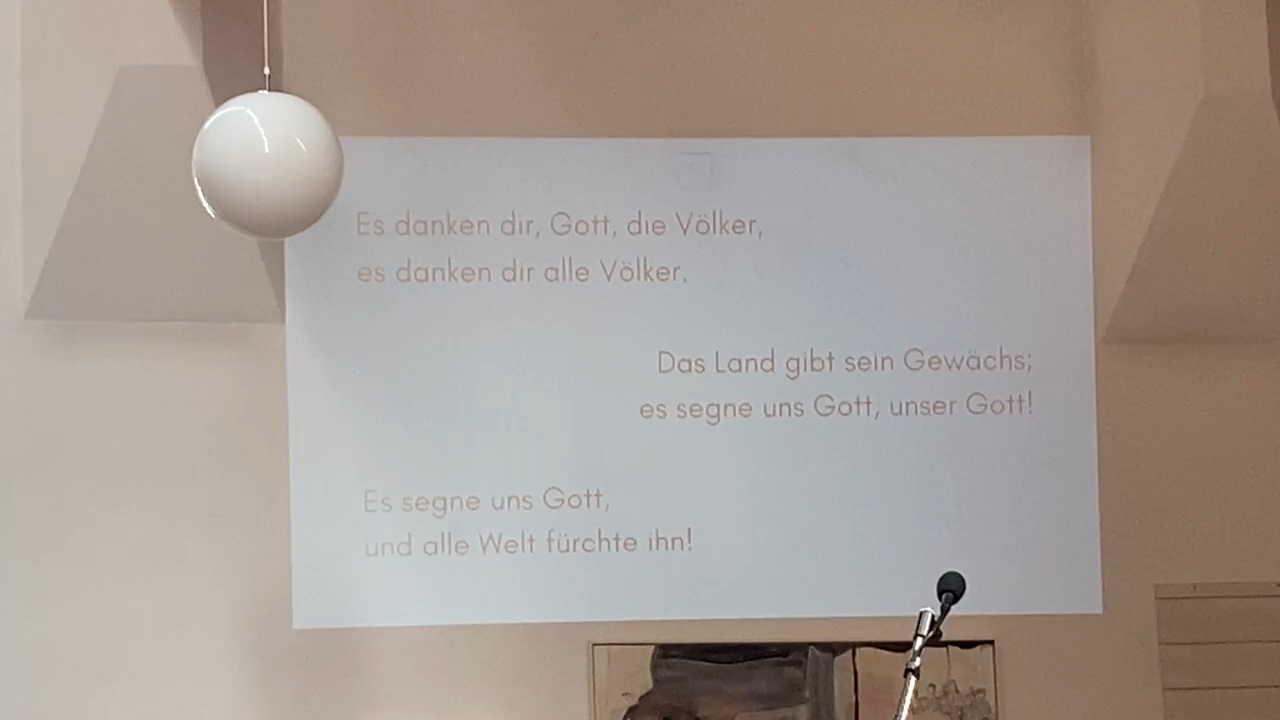 Es danken dir, Gott, die Völker,
es danken dir alle Völker.
Das Land gibt sein Gewächs;
es segne uns Gott, unser Gott!
Es segne uns Gott,
und alle Welt fürchte ihn!